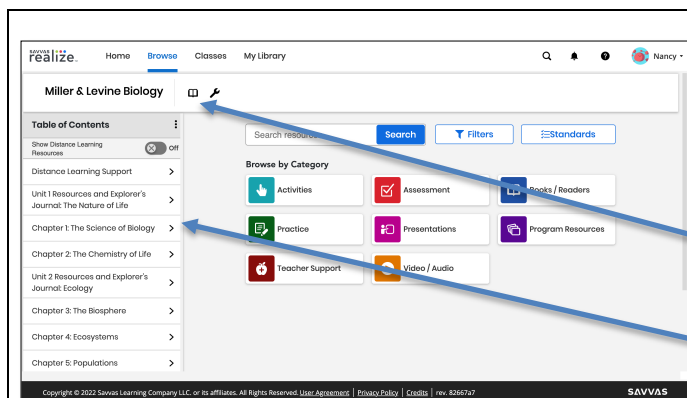 savvas
realize™ Home Browse Classes My Library Nancy
Miller & Levine Biology
Table of Contents
Show Distance Learning
Resources
Off
Distance Learning Support
Unit 1 Resources and Explorer's
Journal: The Nature of Life
Chapter 1: The Science of Biology
Chapter 2: The Chemistry of Life
Unit 2 Resources and Explorer's
Journal: Ecology
Chapter 3: The Biosphere
Chapter 4: Ecosystems
Chapter 5: Populations
Search Search Filters Standards
Browse by Category
Activities Assessment Books / Readers
Practice Presentations Program Resources
Teacher Support Video / Audio
Copyright © 2022 Savvas Learning Company LLC. or its affiliates. All Rights Reserved. User Agreement | Privacy Policy | Credits | rev. 82667a7 SAVVAS